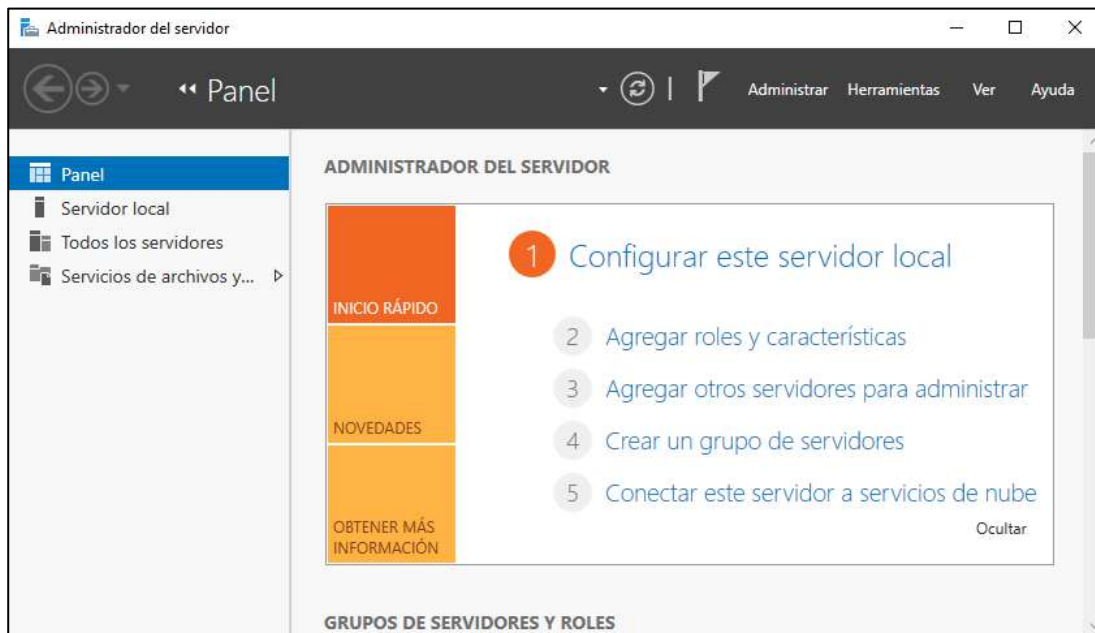 Administrador del servidor
Panel
Administrar Herramientas Ver Ayuda
Panel
Servidor local
Todos los servidores
Servicios de archivos y...
ADMINISTRADOR DEL SERVIDOR
INICIO RÁPIDO
NOVEDADES
OBTENER MÁS
INFORMACIÓN
1 Configurar este servidor local
2 Agregar roles y características
3 Agregar otros servidores para administrar
4 Crear un grupo de servidores
5 Conectar este servidor a servicios de nube
Ocultar
GRUPOS DE SERVIDORES Y ROLES